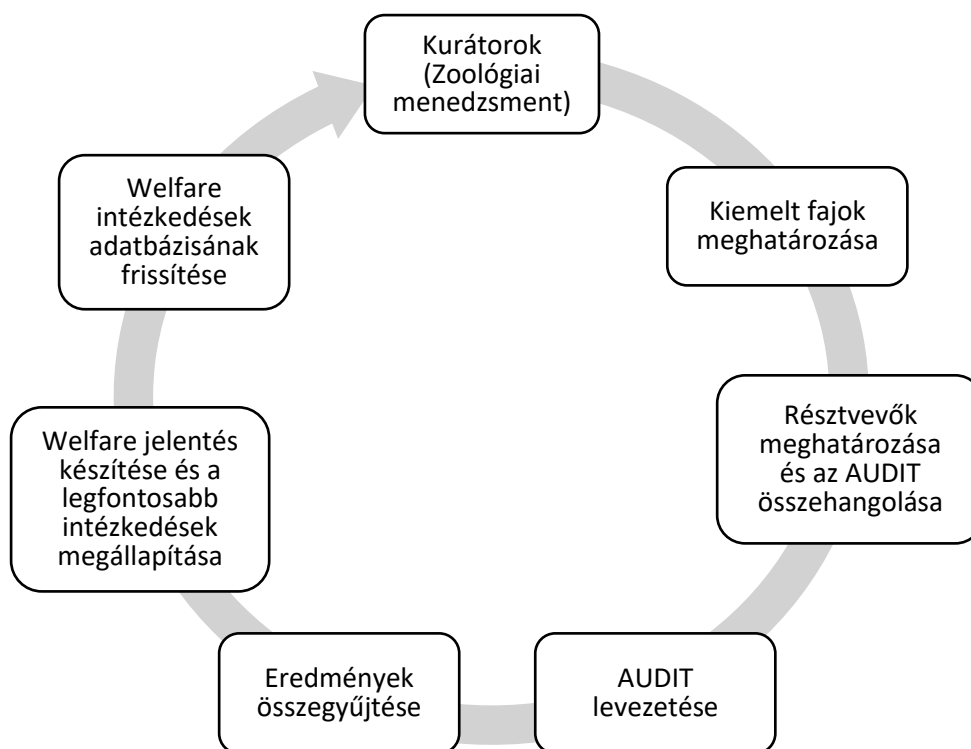 Kurátorok
(Zoológiai
menedzsment)
Kiemelt fajok
meghatározása
Résztvevők
meghatározása
és az AUDIT
összehangolása
AUDIT
levezetése
Eredmények
összegyűjtése
Welfare jelentés
készítése és a
legfontosabb
intézkedések
megállapítása
Welfare
intézkedések
adatbázisának
frissítése